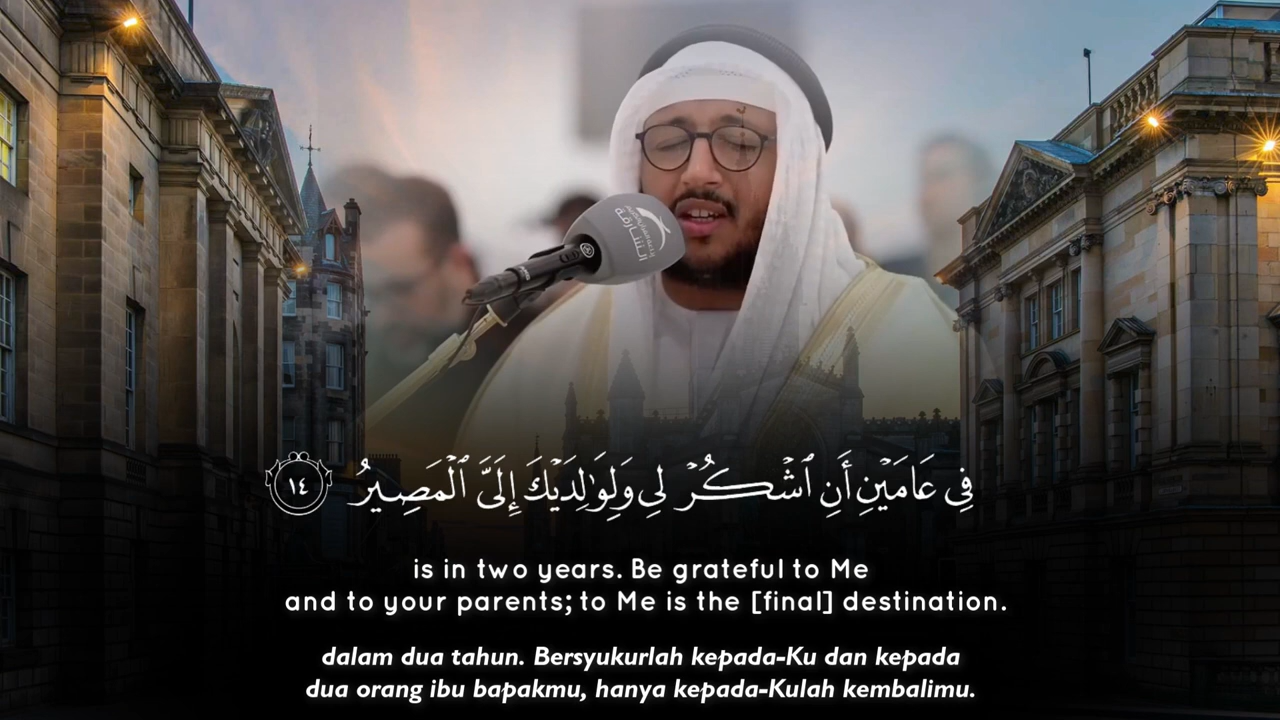 الشارقة
فِي عَامَيْنِ أَنِ ٱشْكُرْ لِي وَلِوَٰلِدَيْكَ إِلَيَّ ٱلْمَصِيرُ ١٤
is in two years. Be grateful to Me
and to your parents; to Me is the [final] destination.
dalam dua tahun. Bersyukurlah kepada-Ku dan kepada
dua orang ibu bapakmu, hanya kepada-Kulah kembalimu.